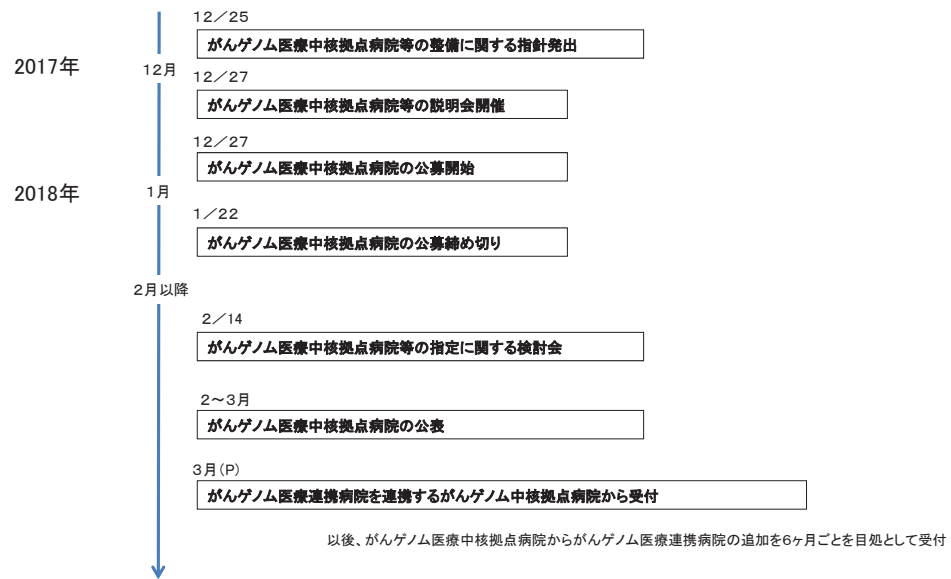 12/25
がんゲノム医療中核拠点病院等の整備に関する指針発出
2017年
12月
12/27
がんゲノム医療中核拠点病院等の説明会開催
12/27
がんゲノム医療中核拠点病院の公募開始
2018年
1月
1/22
がんゲノム医療中核拠点病院の公募締め切り
2月以降
2/14
がんゲノム医療中核拠点病院等の指定に関する検討会
2~3月
がんゲノム医療中核拠点病院の公表
3月(P)
がんゲノム医療連携病院を連携するがんゲノム中核拠点病院から受付
以後、がんゲノム医療中核拠点病院からがんゲノム医療連携病院の追加を6ヶ月ごとを目処として受付